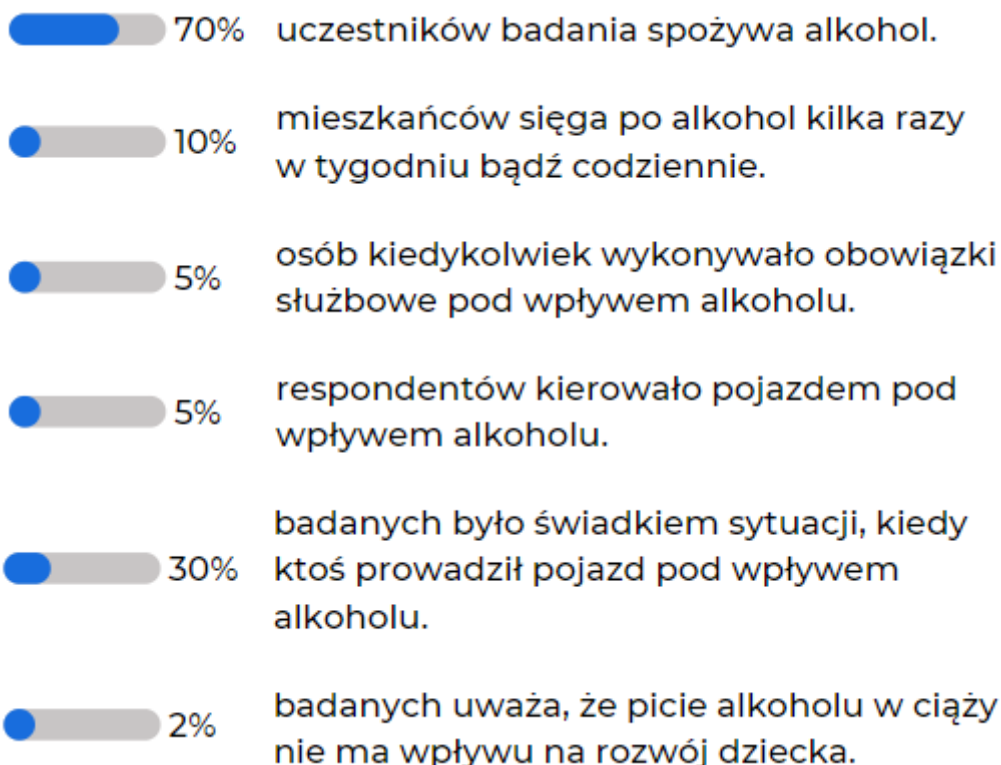 70% uczestników badania spożywa alkohol.
10% mieszkańców sięga po alkohol kilka razy
w tygodniu bądź codziennie.
5% osób kiedykolwiek wykonywało obowiązki
służbowe pod wpływem alkoholu.
5% respondentów kierowało pojazdem pod
wpływem alkoholu.
30% badanych było świadkiem sytuacji, kiedy
ktoś prowadził pojazd pod wpływem
alkoholu.
2% badanych uważa, że picie alkoholu w ciąży
nie ma wpływu na rozwój dziecka.